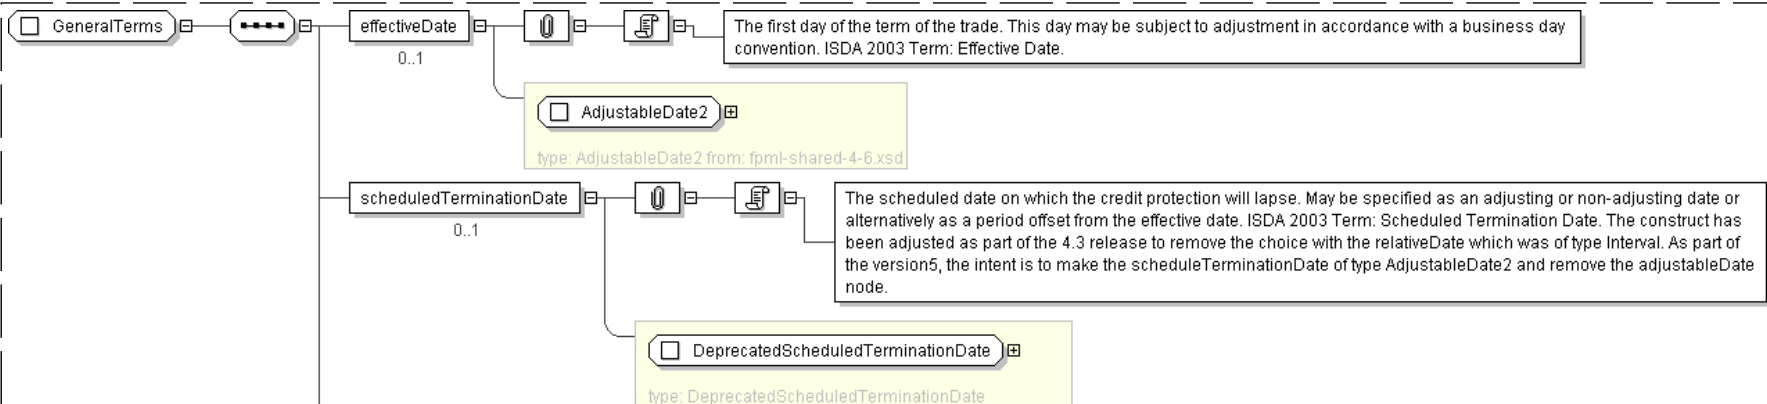 GeneralTerms
effectiveDate
0..1
The first day of the term of the trade. This day may be subject to adjustment in accordance with a business day
convention. ISDA 2003 Term: Effective Date.
AdjustableDate2
type: AdjustableDate2 from: fpml-shared-4-6.xsd
scheduledTerminationDate
0..1
The scheduled date on which the credit protection will lapse. May be specified as an adjusting or non-adjusting date or
alternatively as a period offset from the effective date. ISDA 2003 Term: Scheduled Termination Date. The construct has
been adjusted as part of the 4.3 release to remove the choice with the relativeDate which was of type Interval. As part of
the version5, the intent is to make the scheduleTerminationDate of type AdjustableDate2 and remove the adjustableDate
node.
DeprecatedScheduledTerminationDate
type: DeprecatedScheduledTerminationDate